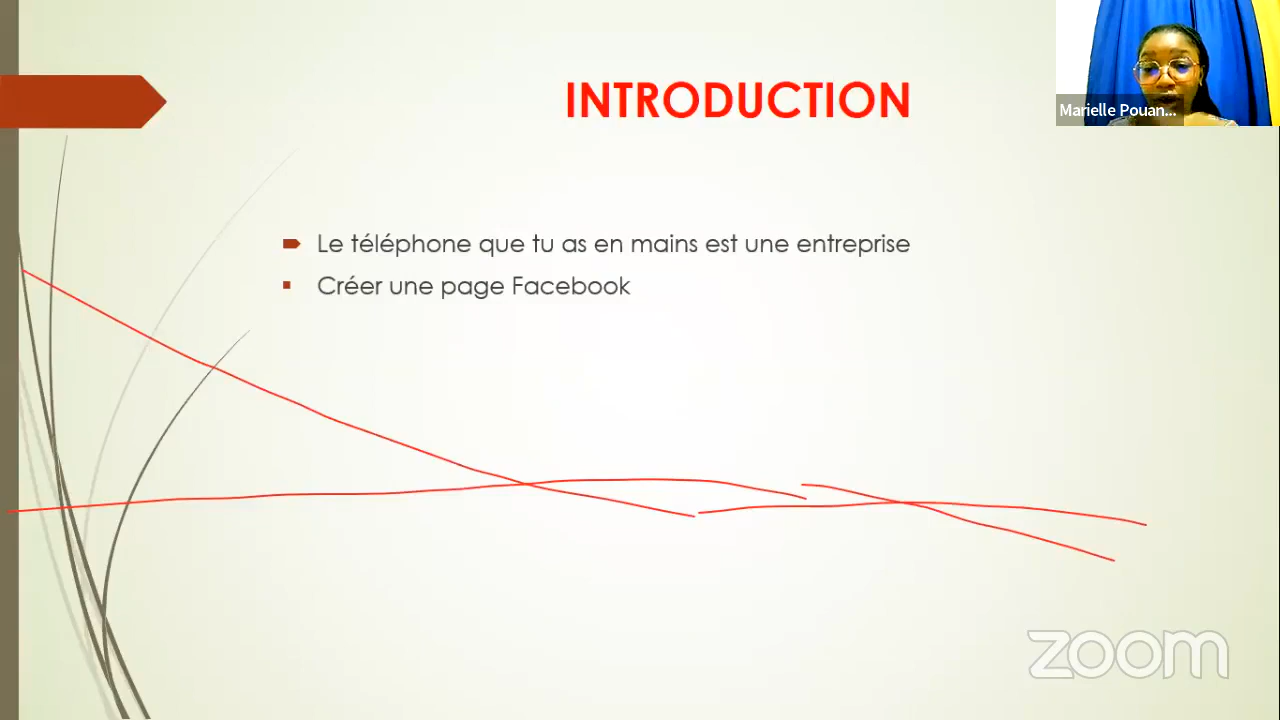 INTRODUCTION
Marielle Pouan...
Le téléphone que tu as en mains est une entreprise
Créer une page Facebook
zoom